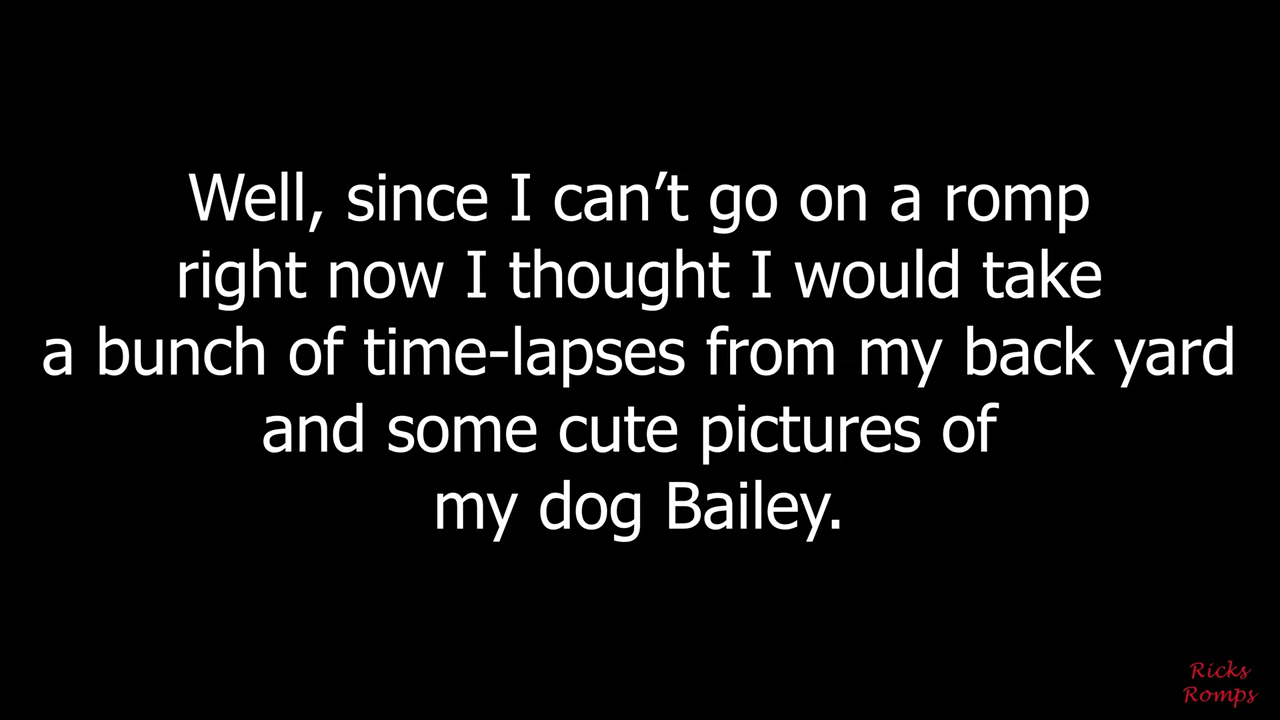 Well, since I can’t go on a romp
right now I thought I would take
a bunch of time-lapses from my back yard
and some cute pictures of
my dog Bailey.
Ricks
Romps